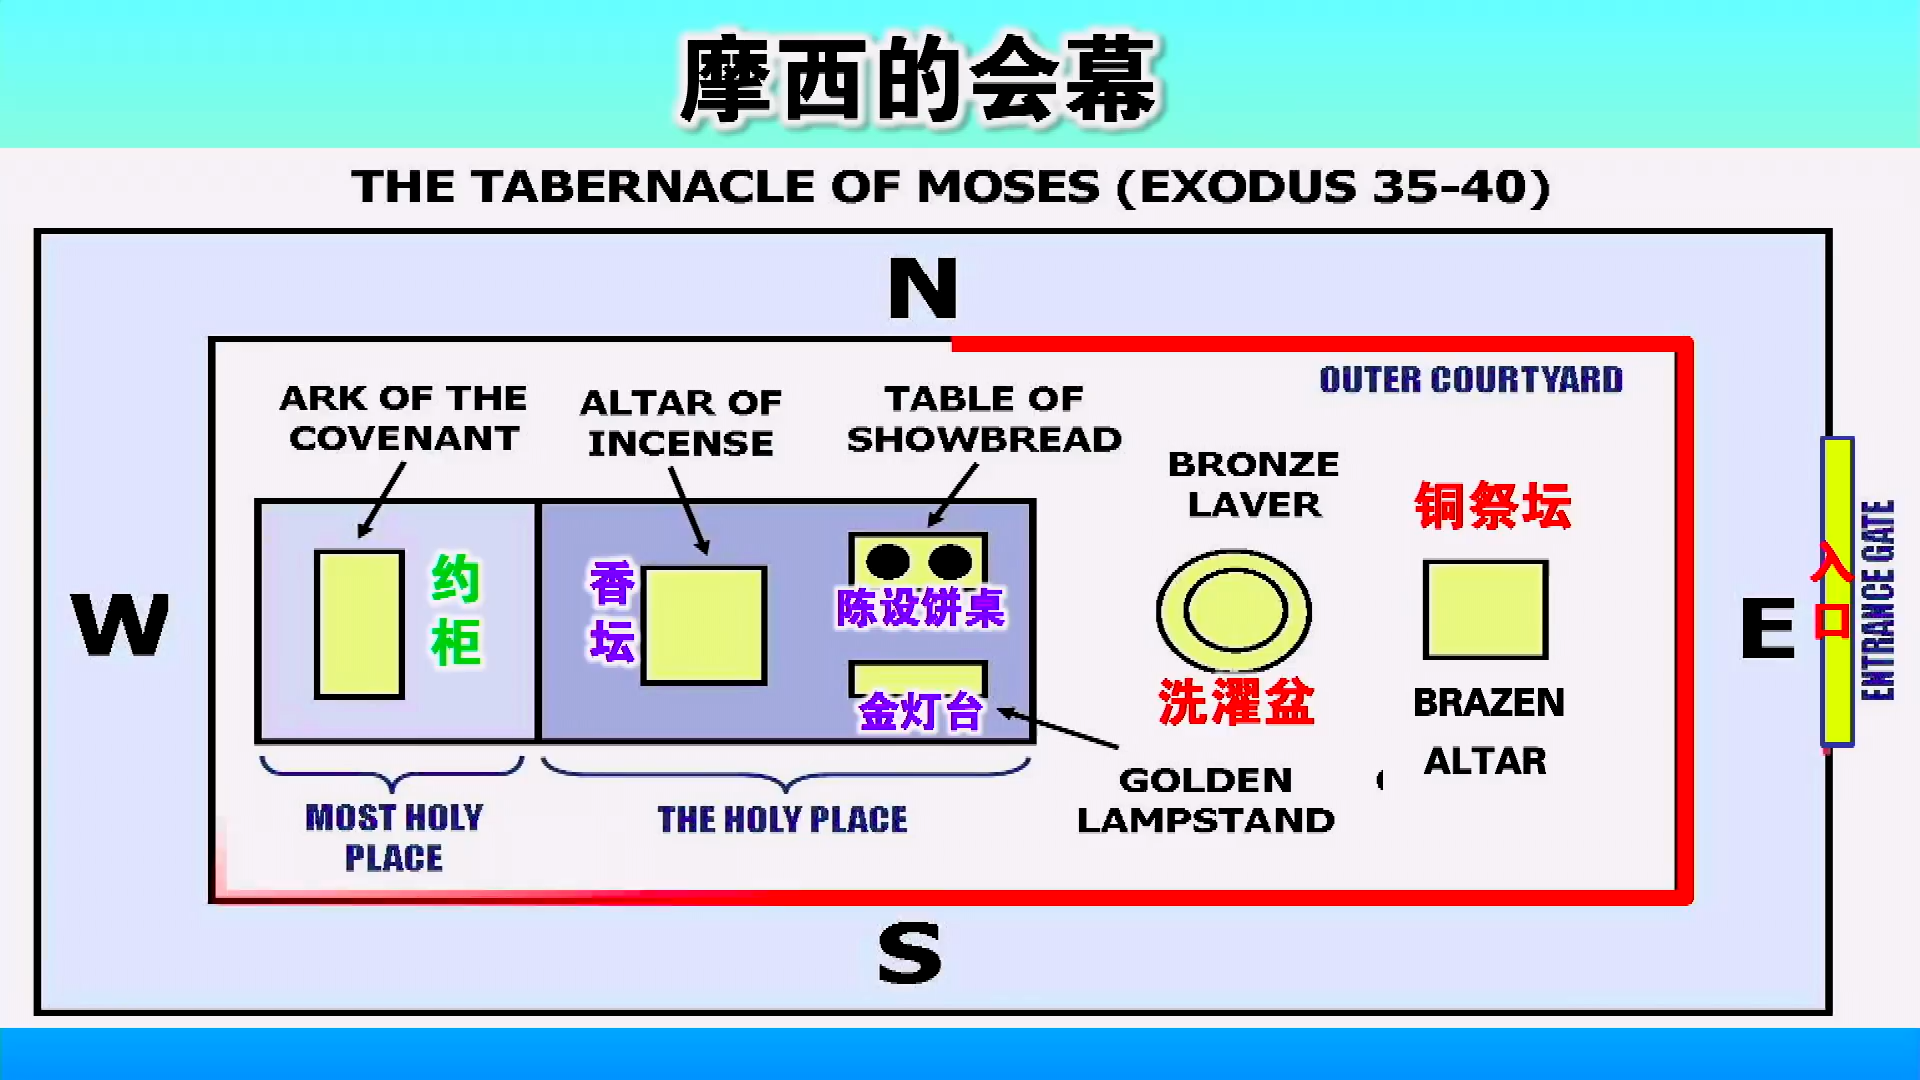 摩西的会幕
THE TABERNACLE OF MOSES (EXODUS 35-40)
N
OUTER COURTYARD
ARK OF THE
COVENANT
ALTAR OF
INCENSE
TABLE OF
SHOWBREAD
BRONZE
LAVER
铜祭坛
约柜
香坛
陈设饼桌
金灯台
洗濯盆
BRAZEN
ALTAR
W
E
入口
ENTRANCE GATE
GOLDEN
LAMPSTAND
MOST HOLY
PLACE
THE HOLY PLACE
S